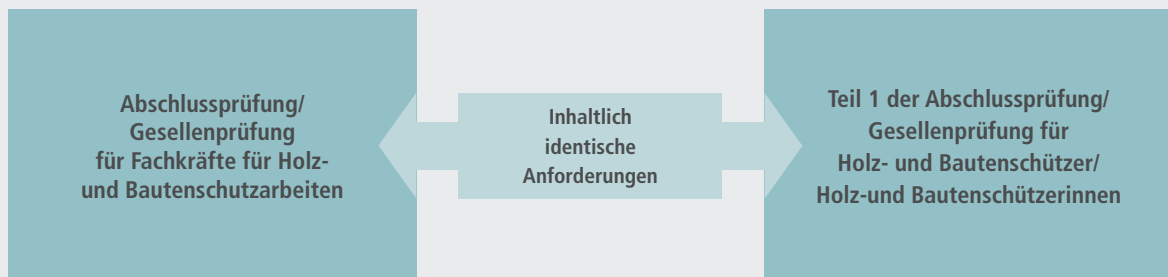 Abschlussprüfung/
Gesellenprüfung
für Fachkräfte für Holz-
und Bautenschutzarbeiten
Inhaltlich
identische
Anforderungen
Teil 1 der Abschlussprüfung/
Gesellenprüfung für
Holz- und Bautenschützer/
Holz-und Bautenschützerinnen